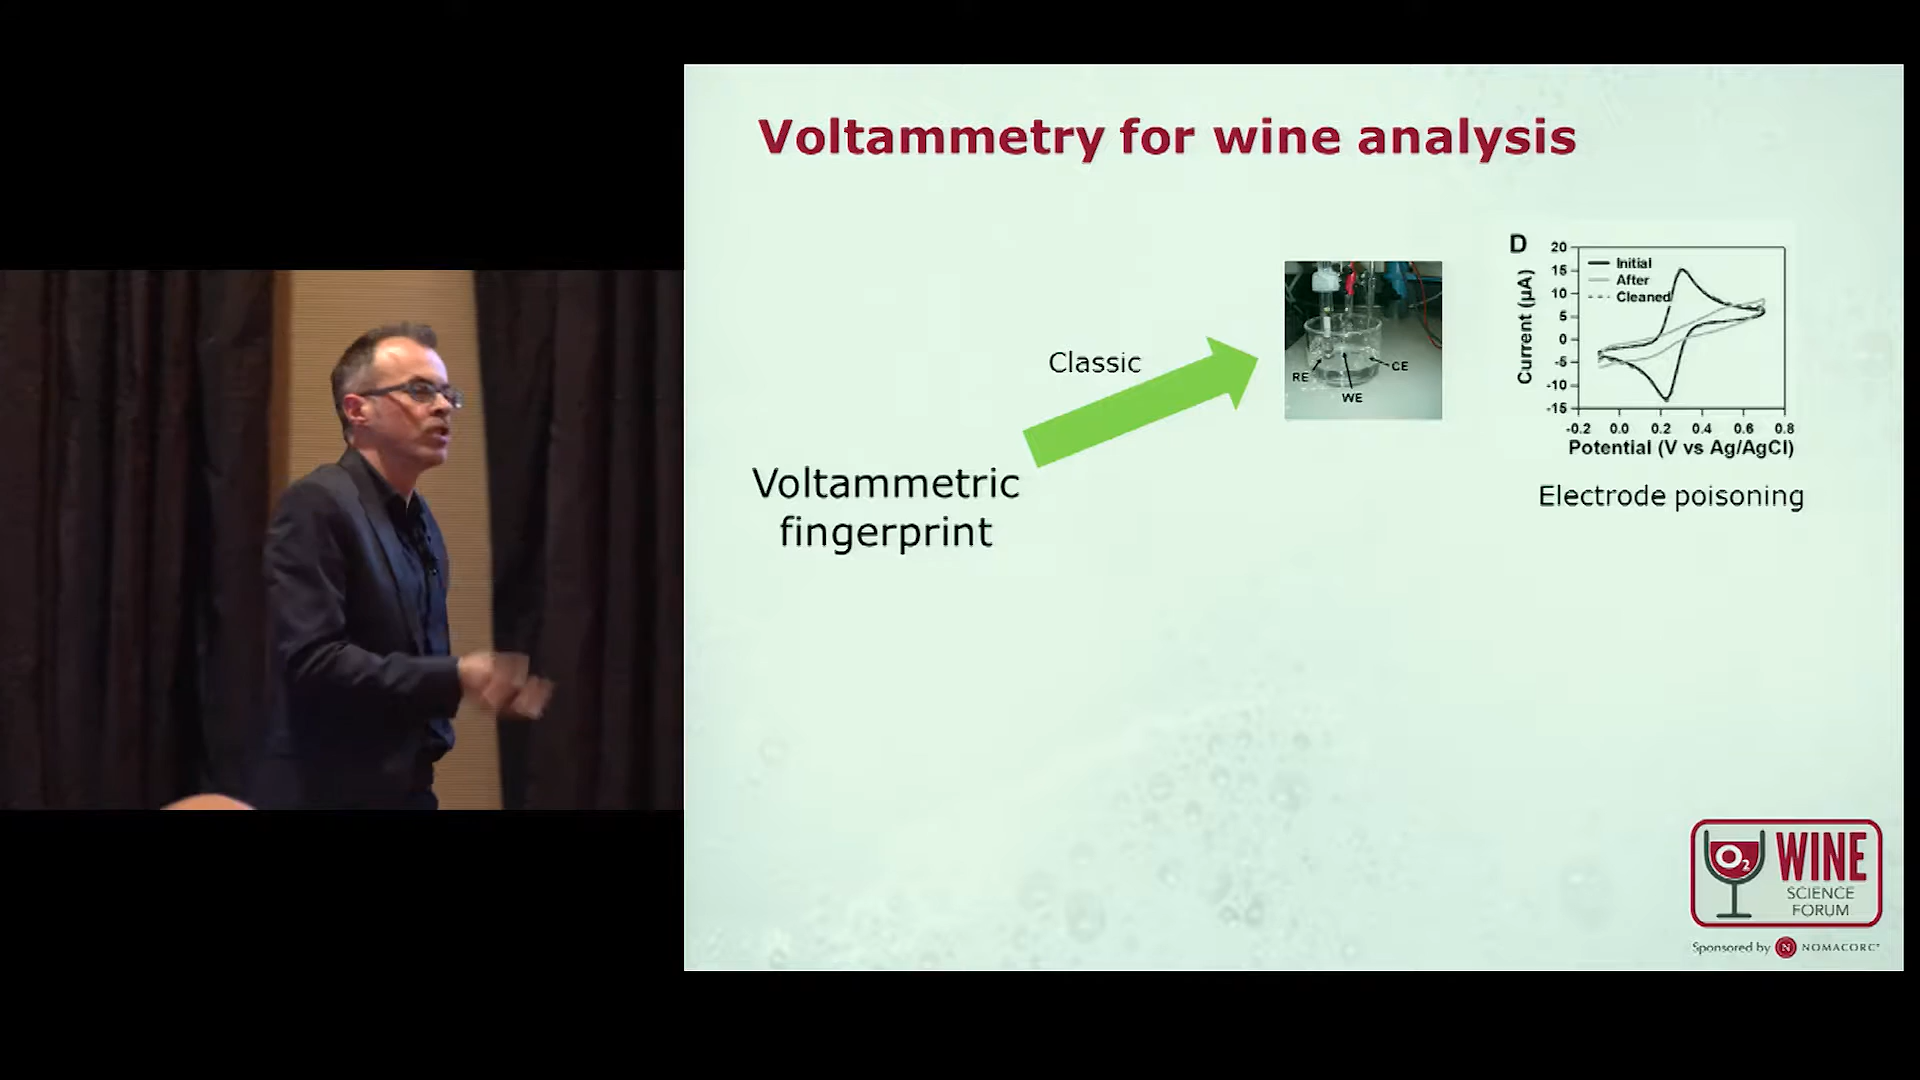 Voltammetry for wine analysis
Classic
Voltammetric
fingerprint
RE
WE
CE
D
Current (µA)
20
15
10
5
0
-5
-10
-15
Initial
After
Cleaned
-0.2 0.0 0.2 0.4 0.6 0.8
Potential (V vs Ag/AgCl)
Electrode poisoning
O2
WINE
SCIENCE
FORUM
Sponsored by N NOMACORC